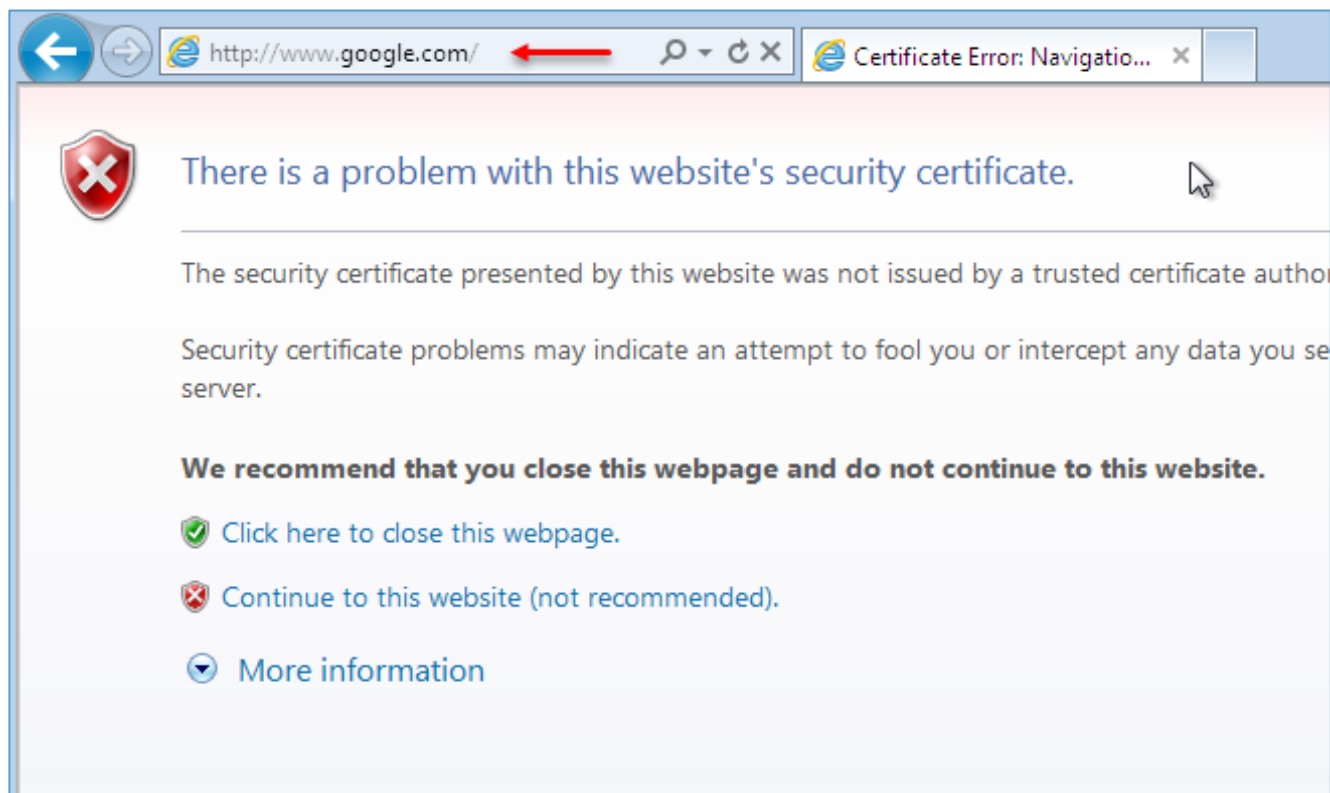 http://www.google.com/
Certificate Error: Navigatio...
There is a problem with this website's security certificate.
The security certificate presented by this website was not issued by a trusted certificate author
Security certificate problems may indicate an attempt to fool you or intercept any data you se
server.
We recommend that you close this webpage and do not continue to this website.
Click here to close this webpage.
Continue to this website (not recommended).
More information